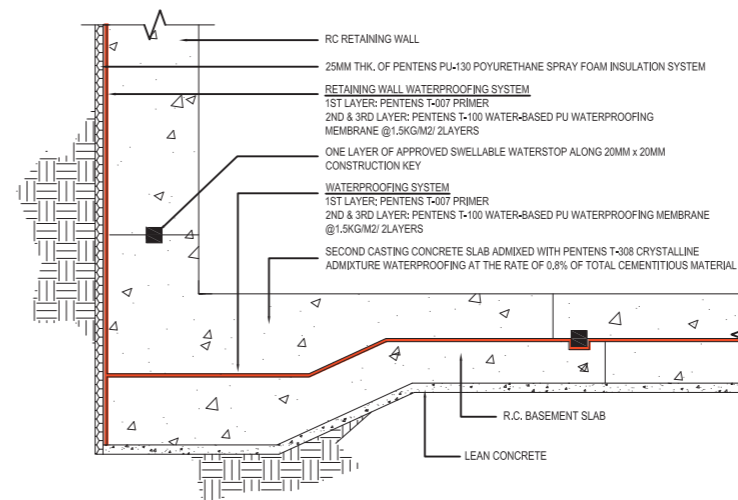 RC RETAINING WALL
25MM THK. OF PENTENS PU-130 POYURETHANE SPRAY FOAM INSULATION SYSTEM
RETAINING WALL WATERPROOFING SYSTEM
1ST LAYER: PENTENS T-007 PRIMER
2ND & 3RD LAYER: PENTENS T-100 WATER-BASED PU WATERPROOFING
MEMBRANE @1.5KG/M2/ 2LAYERS
ONE LAYER OF APPROVED SWELLABLE WATERSTOP ALONG 20MM x 20MM
CONSTRUCTION KEY
WATERPROOFING SYSTEM
1ST LAYER: PENTENS T-007 PRIMER
2ND & 3RD LAYER: PENTENS T-100 WATER-BASED PU WATERPROOFING MEMBRANE
@1.5KG/M2/ 2LAYERS
SECOND CASTING CONCRETE SLAB ADMIXED WITH PENTENS T-308 CRYSTALLINE
ADMIXTURE WATERPROOFING AT THE RATE OF 0,8% OF TOTAL CEMENTITIOUS MATERIAL
R.C. BASEMENT SLAB
LEAN CONCRETE